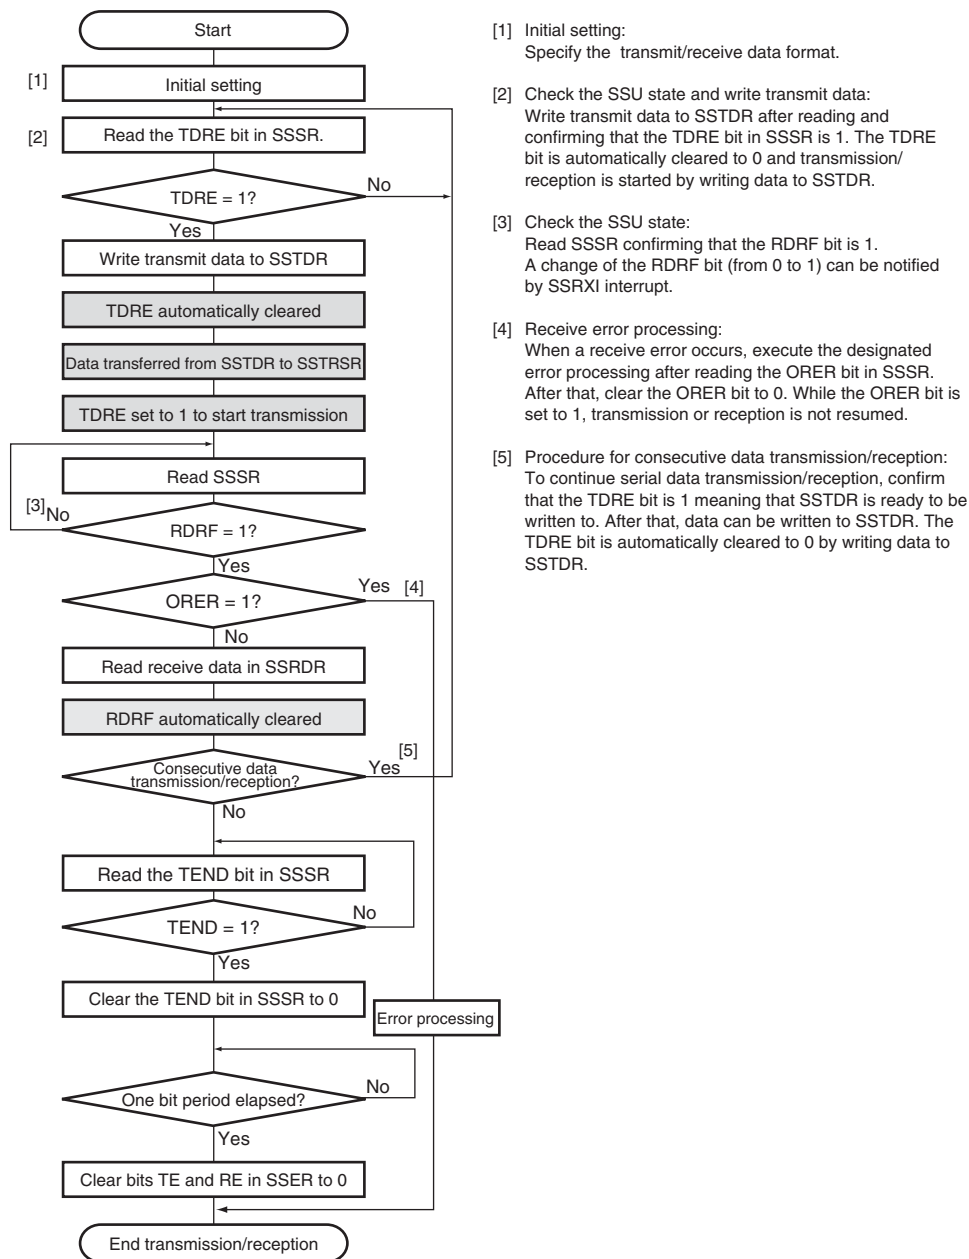 Start
[1] Initial setting
[2] Read the TDRE bit in SSSR.
TDRE = 1?
No
Yes
Write transmit data to SSTDR
TDRE automatically cleared
Data transferred from SSTDR to SSTRSR
TDRE set to 1 to start transmission
Read SSSR
[3]
No
RDRF = 1?
Yes
ORER = 1?
Yes [4]
No
Read receive data in SSRDR
RDRF automatically cleared
[5]
Consecutive data
transmission/reception?
Yes
No
Read the TEND bit in SSSR
TEND = 1?
No
Yes
Clear the TEND bit in SSSR to 0
Error processing
One bit period elapsed?
No
Yes
Clear bits TE and RE in SSER to 0
End transmission/reception
[1] Initial setting:
Specify the transmit/receive data format.
[2] Check the SSU state and write transmit data:
Write transmit data to SSTDR after reading and
confirming that the TDRE bit in SSSR is 1. The TDRE
bit is automatically cleared to 0 and transmission/
reception is started by writing data to SSTDR.
[3] Check the SSU state:
Read SSSR confirming that the RDRF bit is 1.
A change of the RDRF bit (from 0 to 1) can be notified
by SSRXI interrupt.
[4] Receive error processing:
When a receive error occurs, execute the designated
error processing after reading the ORER bit in SSSR.
After that, clear the ORER bit to 0. While the ORER bit is
set to 1, transmission or reception is not resumed.
[5] Procedure for consecutive data transmission/reception:
To continue serial data transmission/reception, confirm
that the TDRE bit is 1 meaning that SSTDR is ready to be
written to. After that, data can be written to SSTDR. The
TDRE bit is automatically cleared to 0 by writing data to
SSTDR.